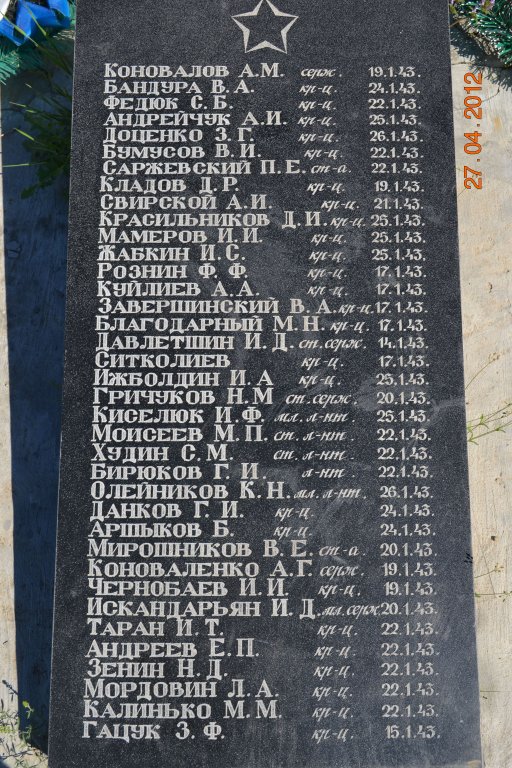 КОНОВАЛОВ А.М. серж. 19.1.43.
БАНДУРА В.А. кр-ц. 24.1.43.
ФЕДЮК С.Б. кр-ц. 22.1.43.
АНДРЕЙЧУК А.И. кр-ц. 25.1.43.
ДОЦЕНКО З.Г. кр-ц. 26.1.43.
БУМУСОВ В.И. кр-ц. 22.1.43.
САРЖЕВСКИЙ П.Е. ст-а. 22.1.43.
КЛАДОВ Д.Р. кр-ц. 19.1.43.
СВИРСКОЙ А.И. кр-ц. 21.1.43.
КРАСИЛЬНИКОВ Д.И. кр-ц. 25.1.43.
МАМЕРОВ И.И. кр-ц. 25.1.43.
ЖАБКИН И.С. кр-ц. 25.1.43.
РОЗНИН Ф.Ф. кр-ц. 17.1.43.
КУЙЛИЕВ А.А. кр-ц. 17.1.43.
ЗАВЕРШИНСКИЙ В.А. кр-ц. 17.1.43.
БЛАГОДАРНЫЙ М.Н. кр-ц. 17.1.43.
ДАВЛЕТШИН И.Д. ст.серж. 14.1.43.
СИТКОЛИЕВ кр-ц. 17.1.43.
ИЖБОЛДИН И.А кр-ц. 25.1.43.
ГРИЧУКОВ Н.М ст.серж. 20.1.43.
КИСЕЛЮК И.Ф. мл.л-нт. 25.1.43.
МОИСЕЕВ М.П. ст.л-нт. 22.1.43.
ХУДИН С.М. ст.л-нт. 22.1.43.
БИРЮКОВ Г.И. л-нт. 22.1.43.
ОЛЕЙНИКОВ К.Н. мл.л-нт. 26.1.43.
ДАНКОВ Г.И. кр-ц. 24.1.43.
АРШЫКОВ Б. кр-ц. 24.1.43.
МИРОШНИКОВ В.Е. ст-а. 20.1.43.
КОНОВАЛЕНКО А.Г. серж. 19.1.43.
ЧЕРНОБАЕВ И.И. кр-ц. 19.1.43.
ИСКАНДАРЬЯН И.Д. мл.серж. 20.1.43.
ТАРАН И.Т. кр-ц. 22.1.43.
АНДРЕЕВ Е.П. кр-ц. 22.1.43.
ЗЕНИН Н.Д. кр-ц. 22.1.43.
МОРДОВИН Л.А. кр-ц. 22.1.43.
КАЛИНЬКО М.М. кр-ц. 22.1.43.
ГАЦУК З.Ф. кр-ц. 15.1.43.
27.04.2012